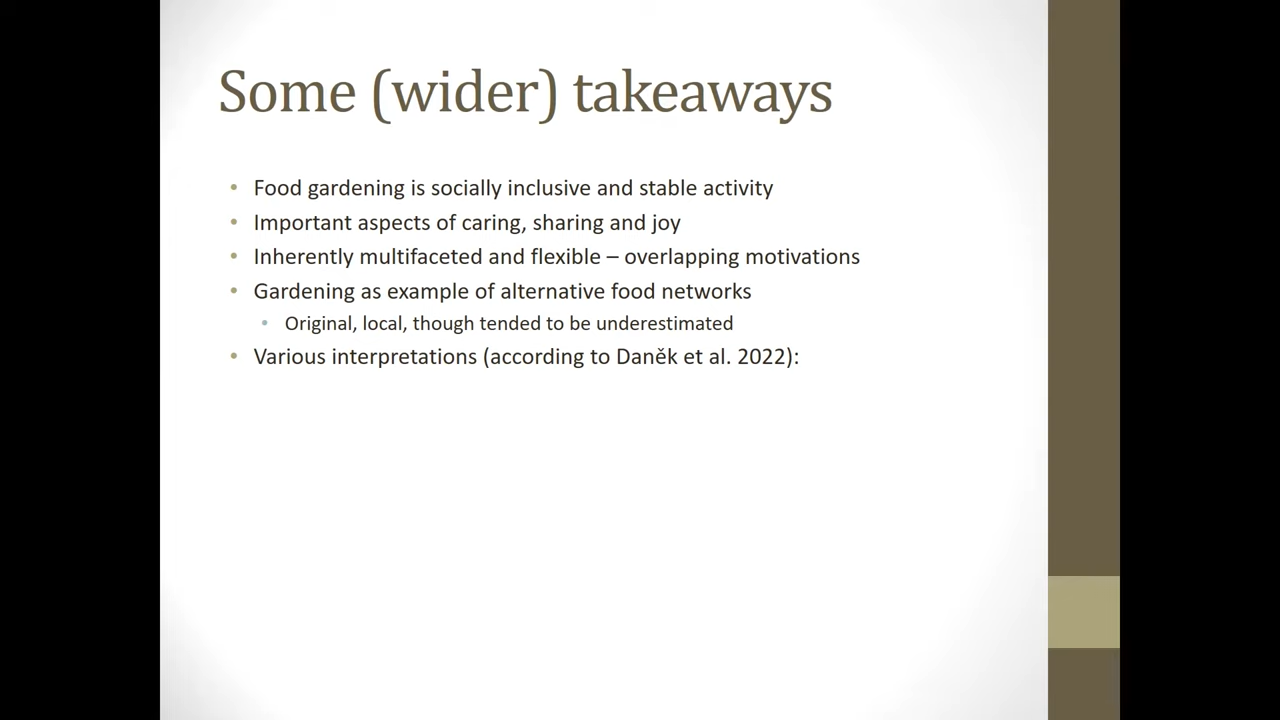 Some (wider) takeaways
• Food gardening is socially inclusive and stable activity
• Important aspects of caring, sharing and joy
• Inherently multifaceted and flexible – overlapping motivations
• Gardening as example of alternative food networks
• Original, local, though tended to be underestimated
• Various interpretations (according to Daněk et al. 2022):